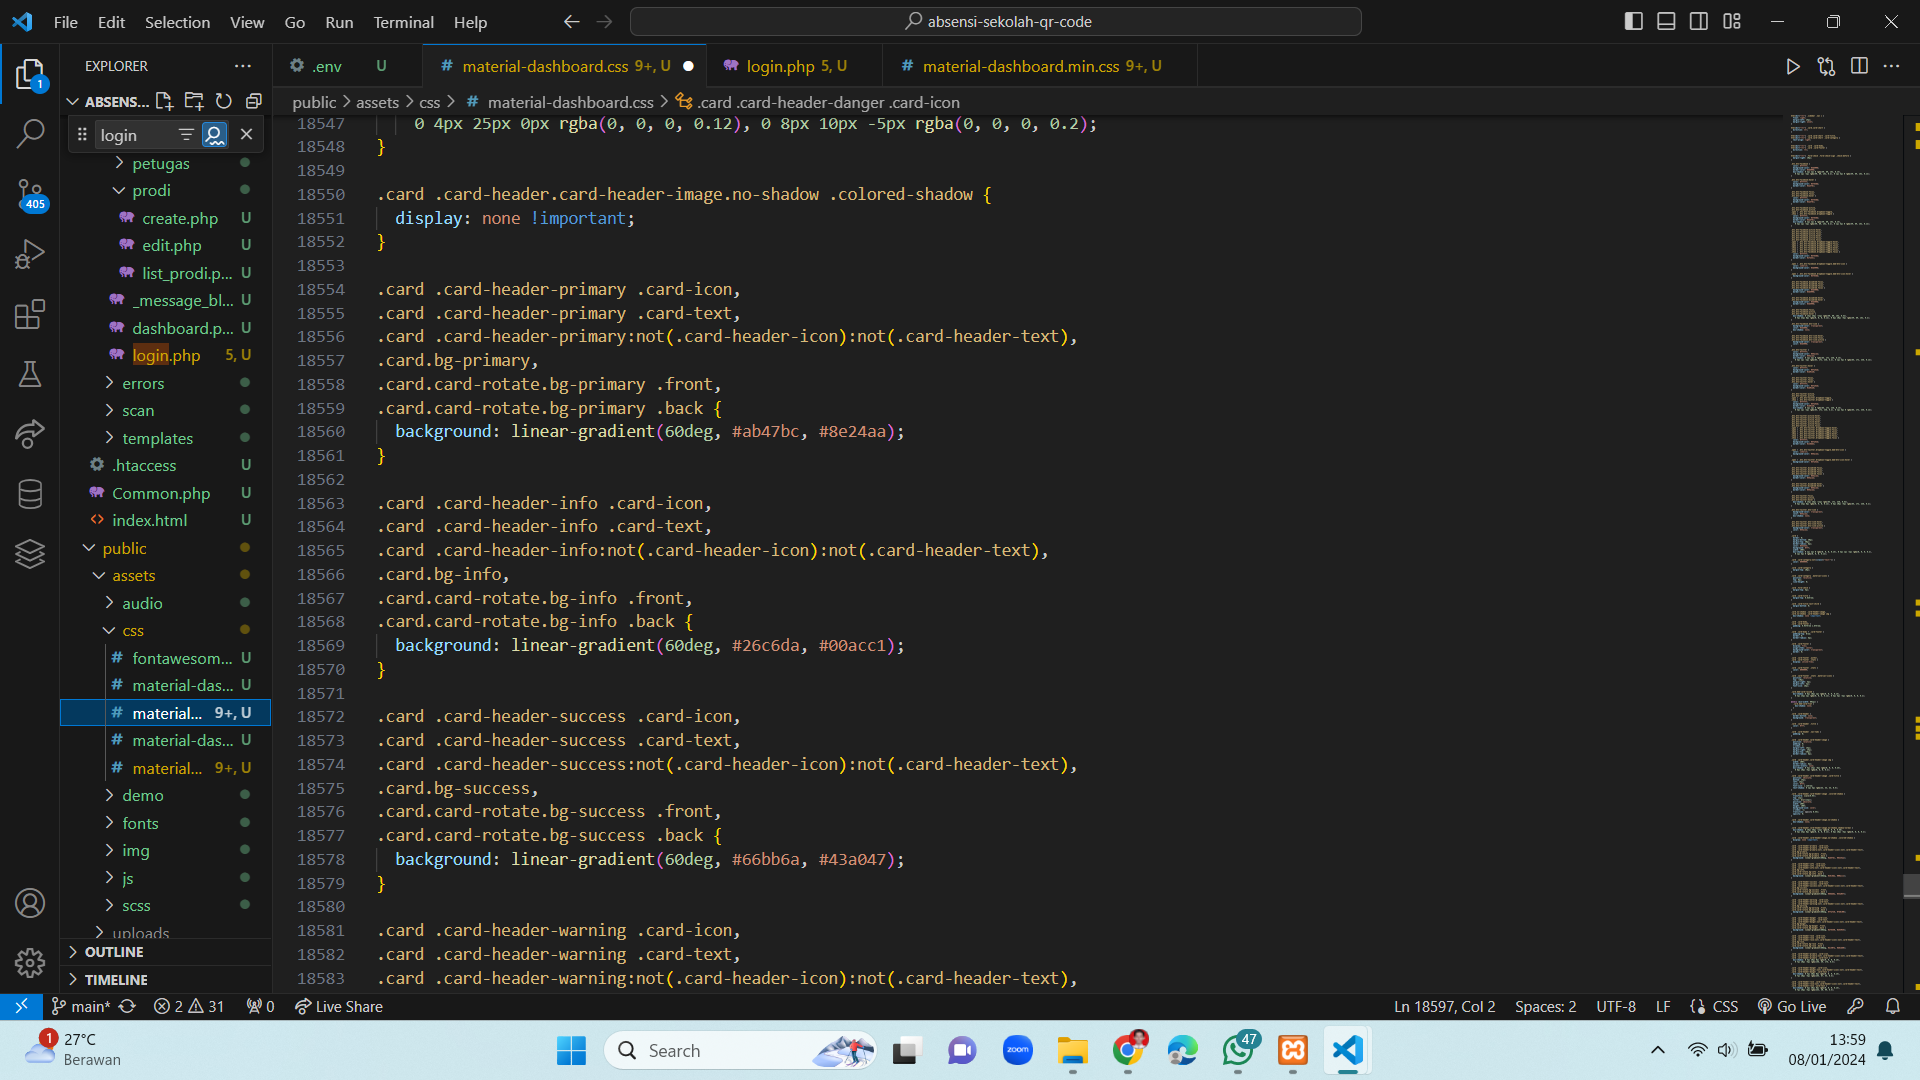 File Edit Selection View Go Run Terminal Help
absensi-sekolah-qr-code
EXPLORER
.env U
material-dashboard.css 9+, U
login.php 5, U
material-dashboard.min.css 9+, U
ABSENS...
public > assets > css > # material-dashboard.css > .card .card-header-danger .card-icon
login
petugas
prodi
create.php U
edit.php U
list_prodi.p... U
_message_bl... U
dashboard.p... U
login.php 5, U
errors
scan
templates
.htaccess U
Common.php U
index.html U
public
assets
audio
css
fontawesom... U
material-das... U
material... 9+, U
material-das... U
material... 9+, U
demo
fonts
img
js
scss
uploads
OUTLINE
TIMELINE
1
405
18547 0 4px 25px 0px rgba(0, 0, 0, 0.12), 0 8px 10px -5px rgba(0, 0, 0, 0.2);
18548 }
18549
18550 .card .card-header.card-header-image.no-shadow .colored-shadow {
18551 display: none !important;
18552 }
18553
18554 .card .card-header-primary .card-icon,
18555 .card .card-header-primary .card-text,
18556 .card .card-header-primary:not(.card-header-icon):not(.card-header-text),
18557 .card.bg-primary,
18558 .card.card-rotate.bg-primary .front,
18559 .card.card-rotate.bg-primary .back {
18560 background: linear-gradient(60deg, #ab47bc, #8e24aa);
18561 }
18562
18563 .card .card-header-info .card-icon,
18564 .card .card-header-info .card-text,
18565 .card .card-header-info:not(.card-header-icon):not(.card-header-text),
18566 .card.bg-info,
18567 .card.card-rotate.bg-info .front,
18568 .card.card-rotate.bg-info .back {
18569 background: linear-gradient(60deg, #26c6da, #00acc1);
18570 }
18571
18572 .card .card-header-success .card-icon,
18573 .card .card-header-success .card-text,
18574 .card .card-header-success:not(.card-header-icon):not(.card-header-text),
18575 .card.bg-success,
18576 .card.card-rotate.bg-success .front,
18577 .card.card-rotate.bg-success .back {
18578 background: linear-gradient(60deg, #66bb6a, #43a047);
18579 }
18580
18581 .card .card-header-warning .card-icon,
18582 .card .card-header-warning .card-text,
18583 .card .card-header-warning:not(.card-header-icon):not(.card-header-text),
main* 2 31 0 Live Share
Ln 18597, Col 2 Spaces: 2 UTF-8 LF CSS Go Live
1
27°C
Berawan
Search
zoom
47
13:59
08/01/2024